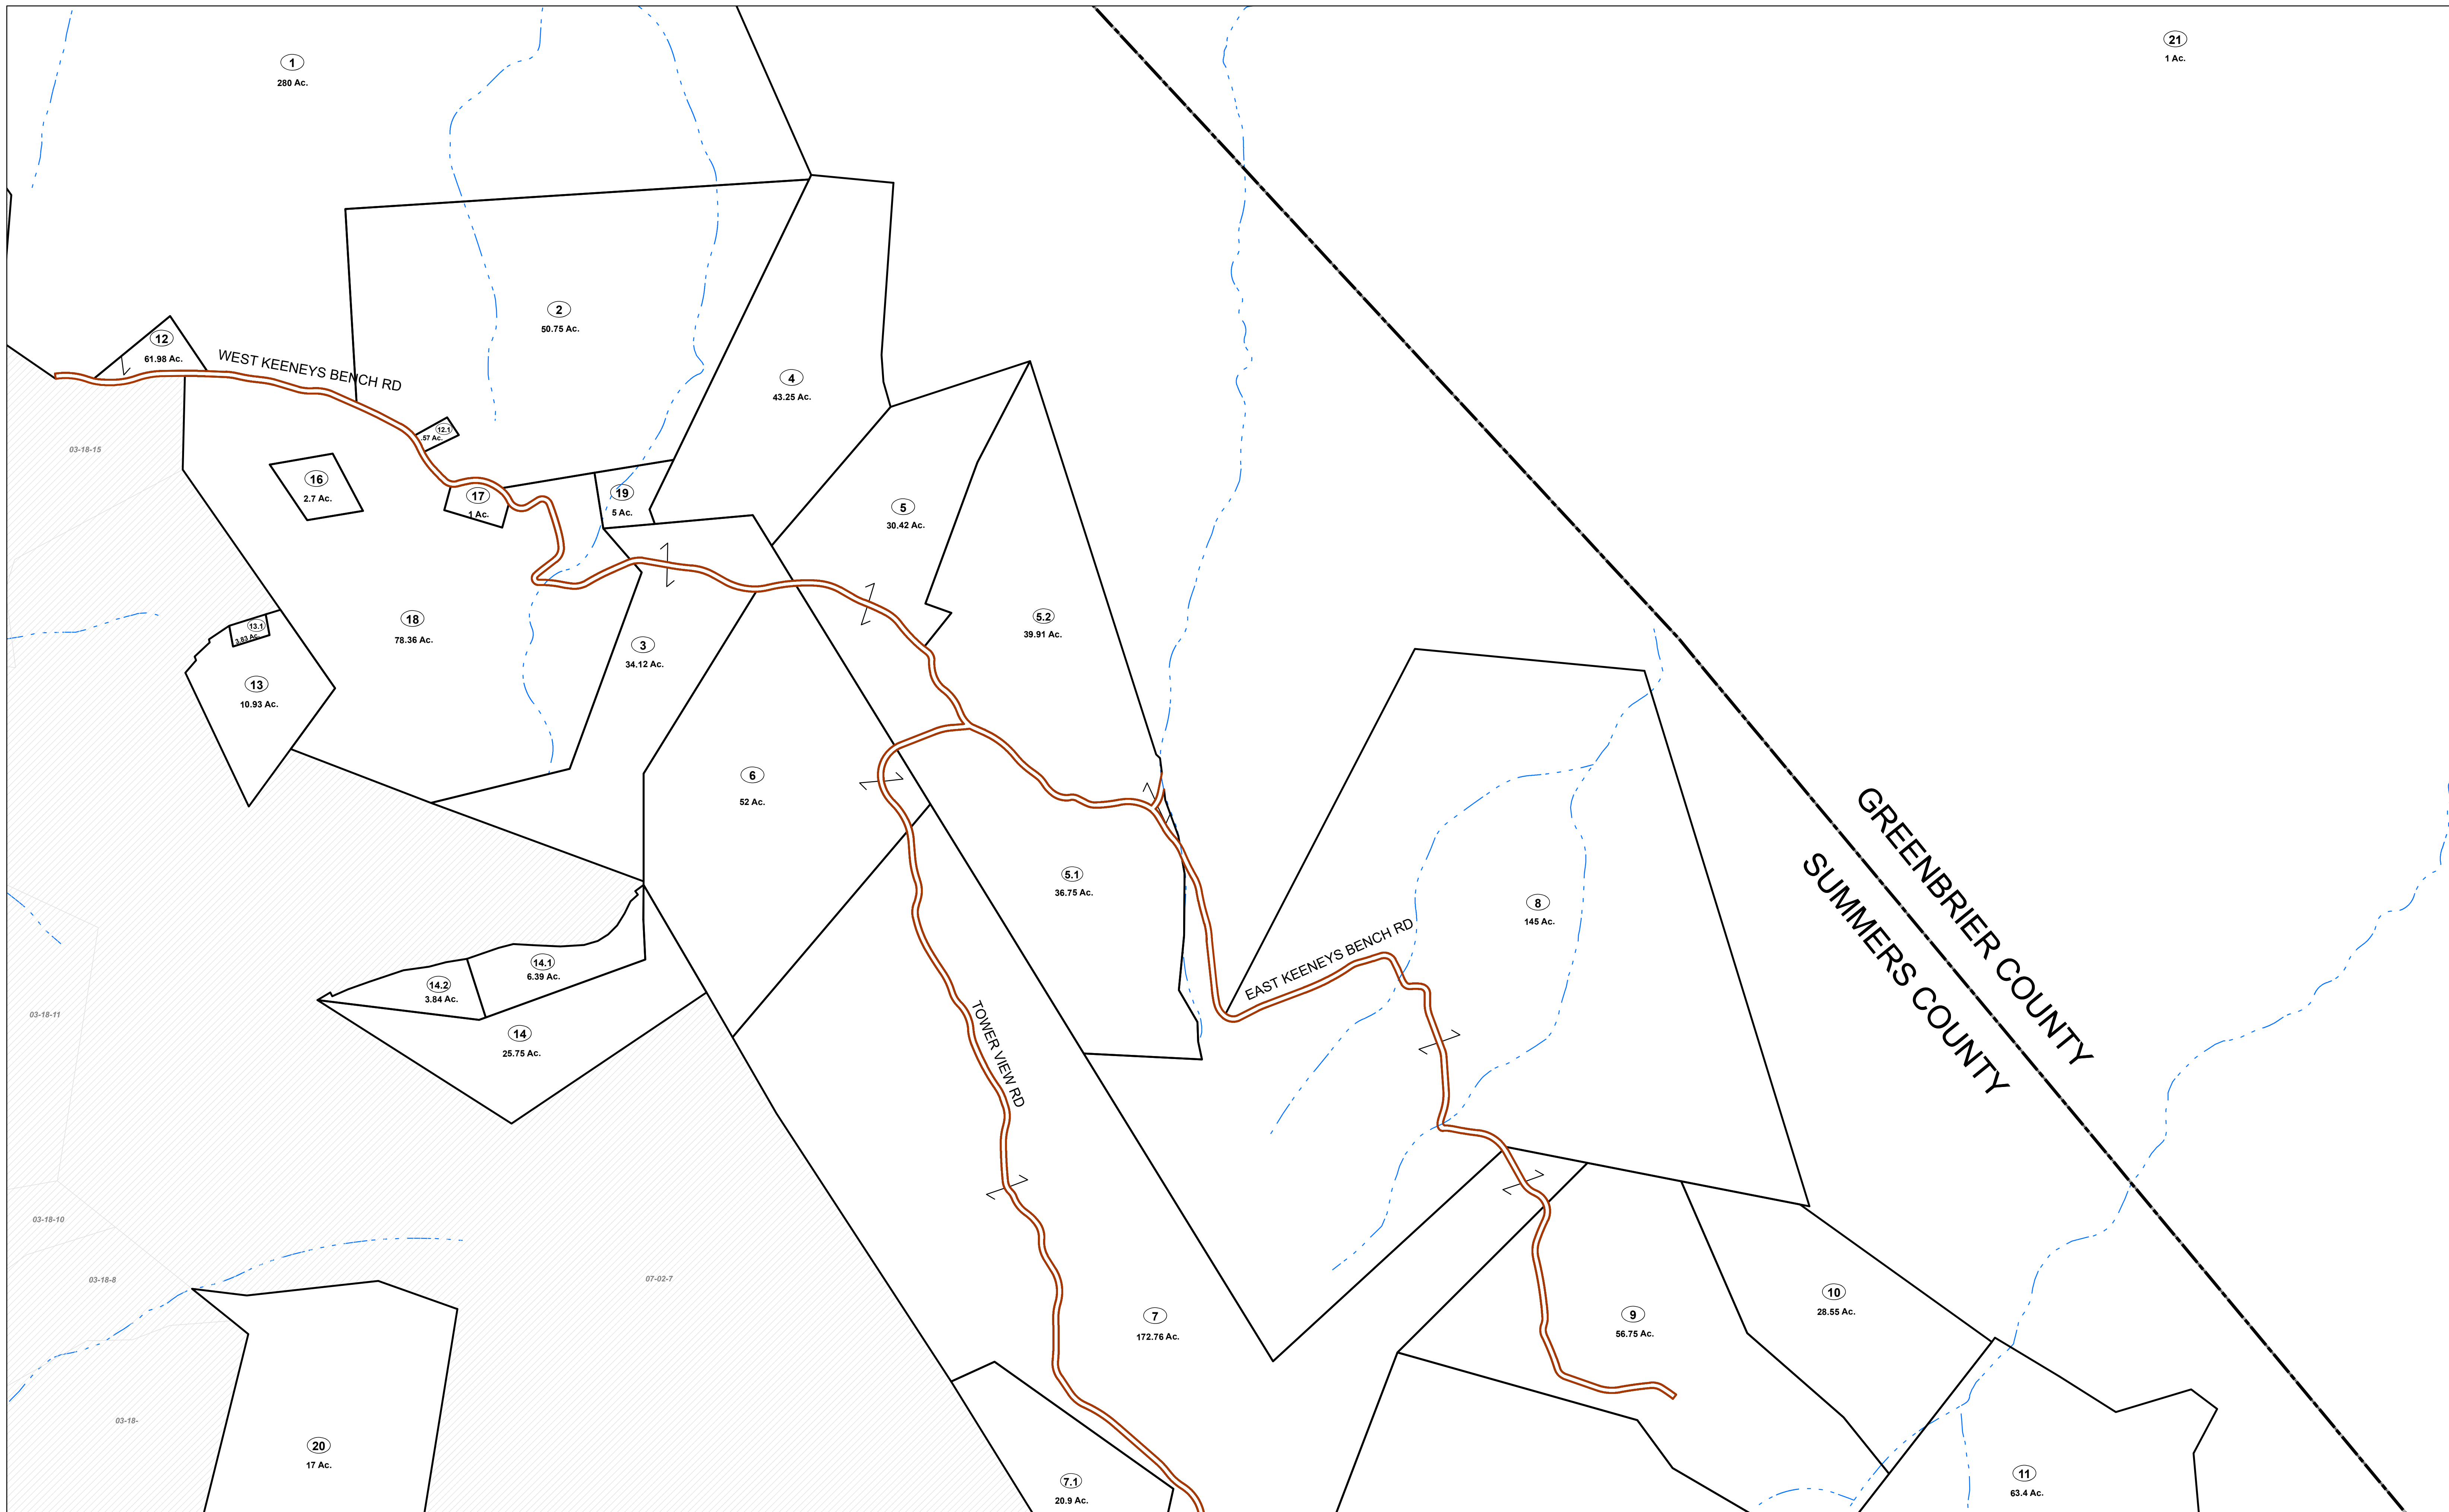 21
1 Ac.
1
280 Ac.
2
50.75 Ac.
12
61.98 Ac.
WEST KEENEYS BENCH RD
4
43.25 Ac.
12.1
.57 Ac.
03-18-15
16
2.7 Ac.
17
1 Ac.
19
5 Ac.
5
30.42 Ac.
18
78.36 Ac.
13.1
3.83 Ac.
3
34.12 Ac.
5.2
39.91 Ac.
13
10.93 Ac.
6
52 Ac.
5.1
36.75 Ac.
8
145 Ac.
GREENBRIER COUNTY
SUMMERS COUNTY
EAST KEENEYS BENCH RD
14.1
6.39 Ac.
14.2
3.84 Ac.
03-18-11
14
25.75 Ac.
TOWER VIEW RD
03-18-10
03-18-8
07-02-7
7
172.76 Ac.
9
56.75 Ac.
10
28.55 Ac.
03-18-
20
17 Ac.
7.1
20.9 Ac.
11
63.4 Ac.